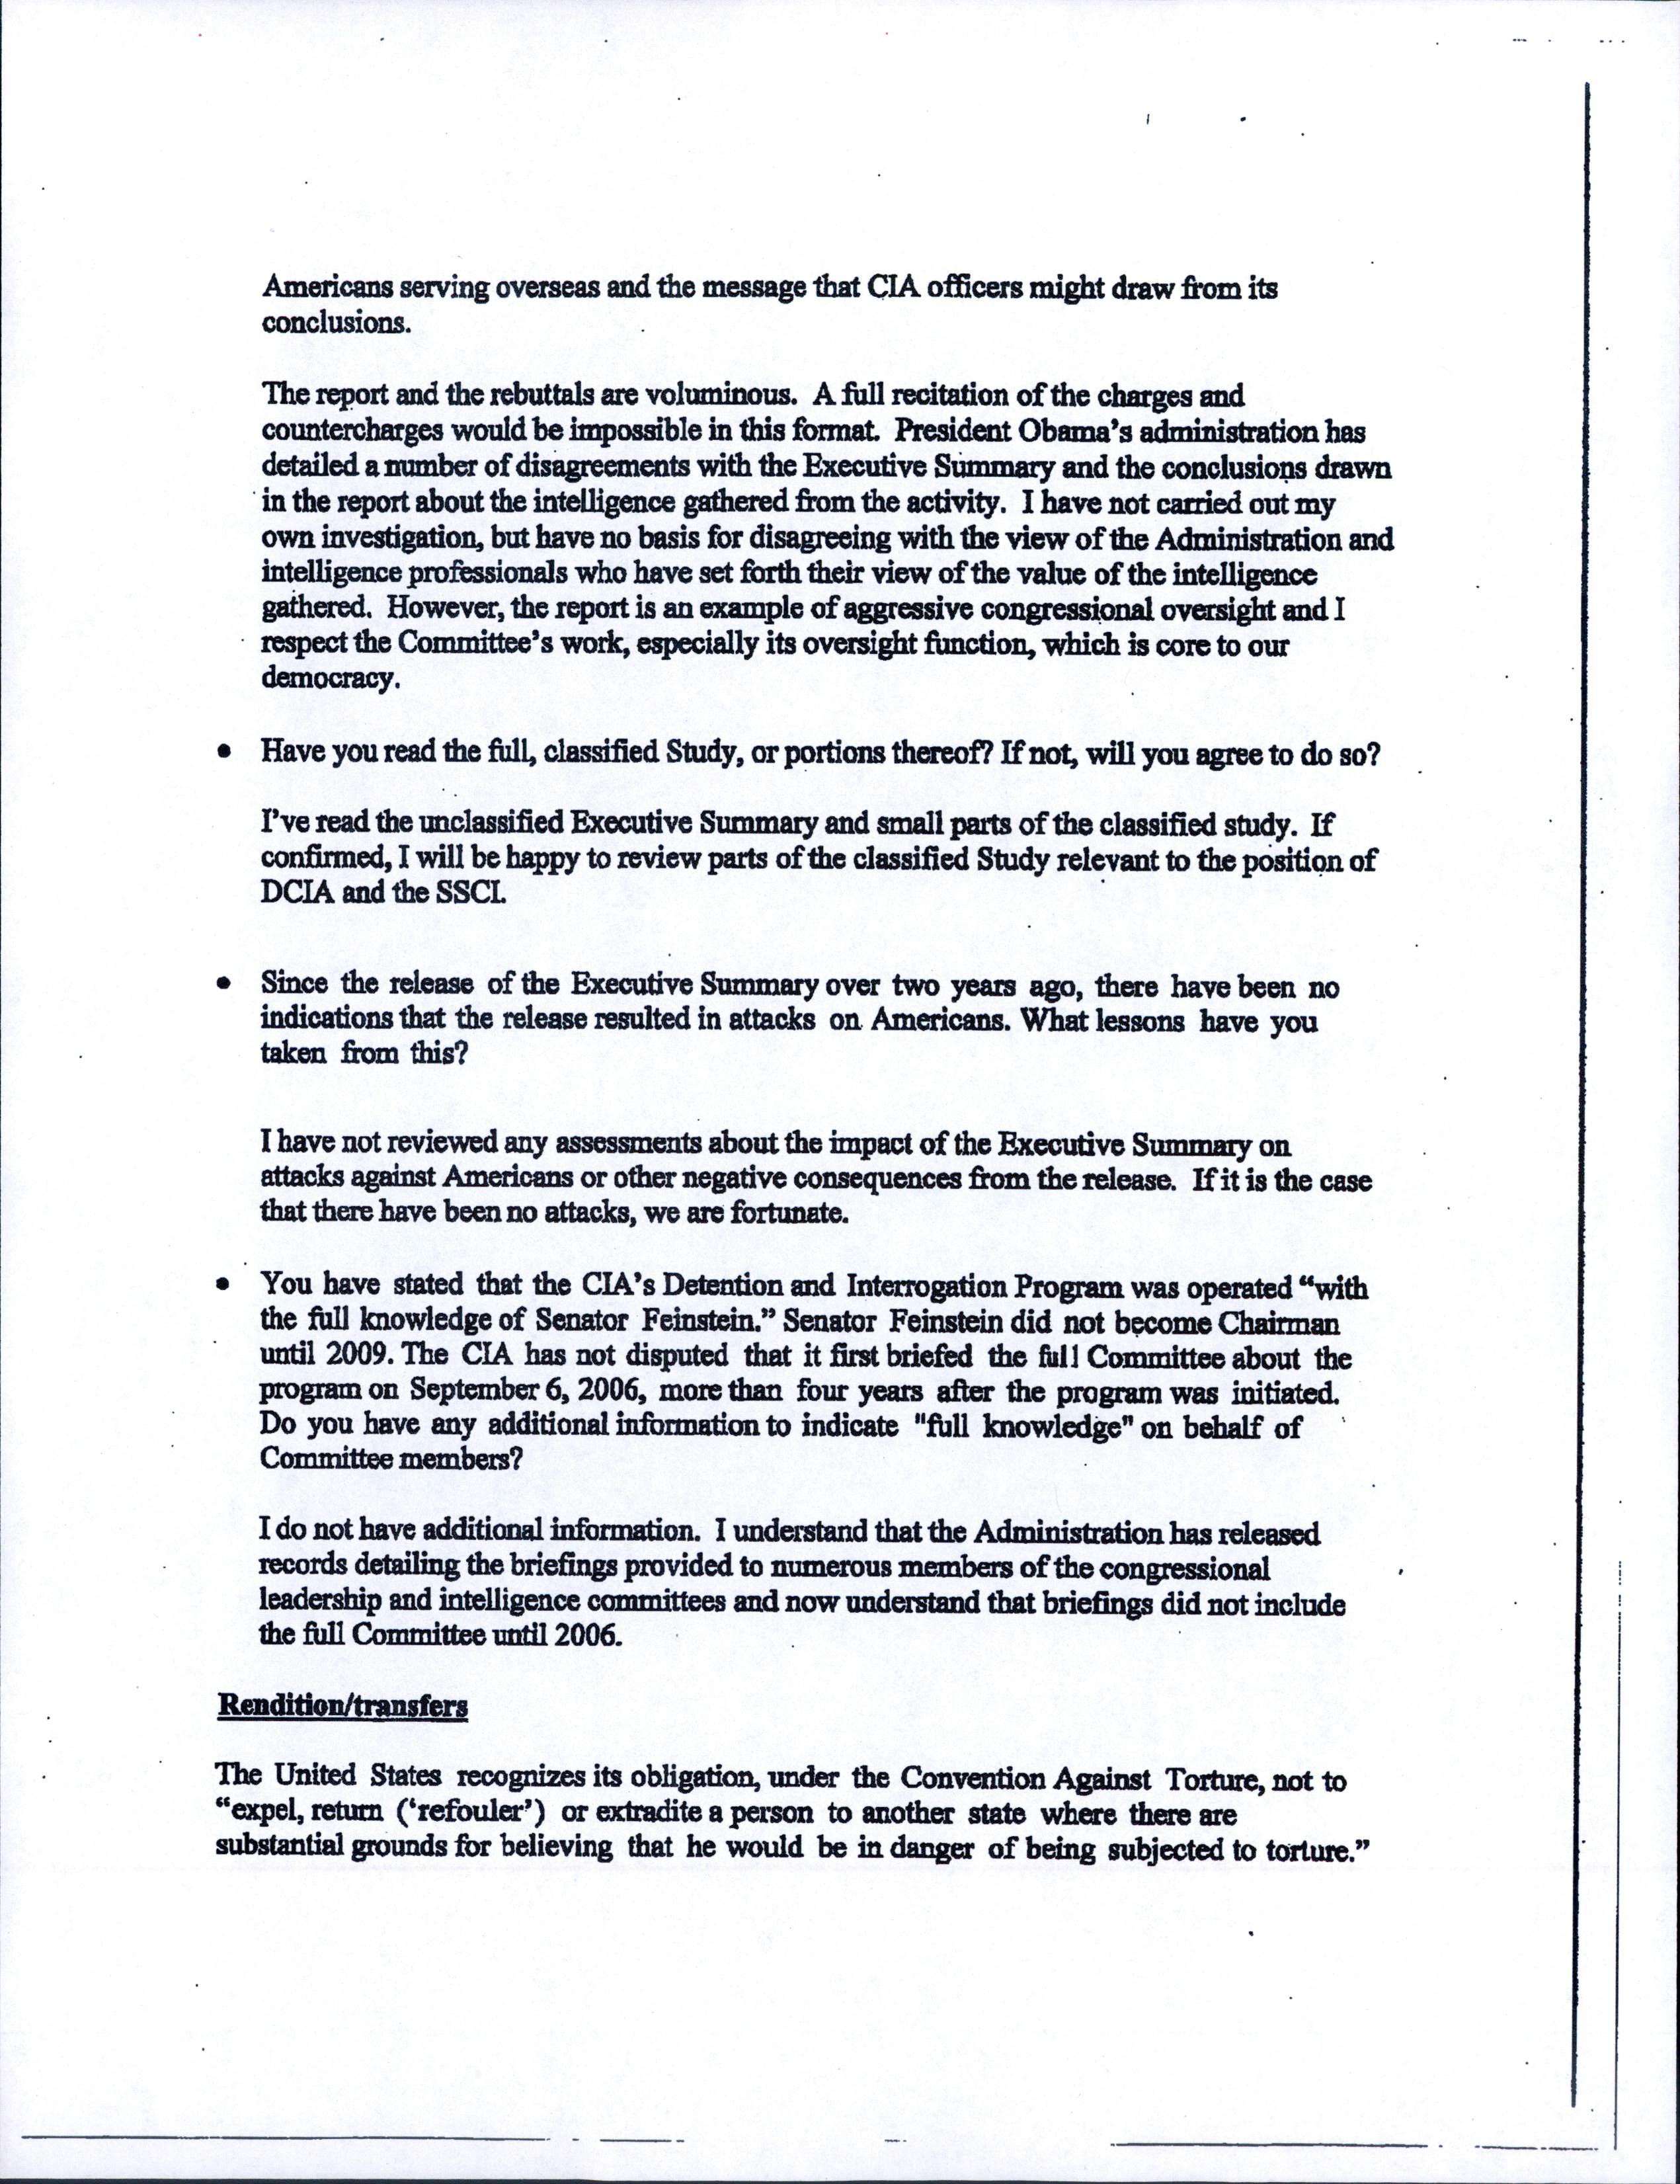 Americans serving overseas and the message that CIA officers might draw from its
conclusions.
The report and the rebuttals are voluminous. A full recitation of the charges and
countercharges would be impossible in this format. President Obama's administration has
detailed a number of disagreements with the Executive Summary and the conclusions drawn
in the report about the intelligence gathered from the activity. I have not carried out my
own investigation, but have no basis for disagreeing with the view of the Administration and
intelligence professionals who have set forth their view of the value of the intelligence
gathered. However, the report is an example of aggressive congressional oversight and I
respect the Committee's work, especially its oversight function, which is core to our
democracy.
• Have you read the full, classified Study, or portions thereof? If not, will you agree to do so?
I've read the unclassified Executive Summary and small parts of the classified study. If
confirmed, I will be happy to review parts of the classified Study relevant to the position of
DCIA and the SSCI.
• Since the release of the Executive Summary over two years ago, there have been no
indications that the release resulted in attacks on Americans. What lessons have you
taken from this?
I have not reviewed any assessments about the impact of the Executive Summary on
attacks against Americans or other negative consequences from the release. If it is the case
that there have been no attacks, we are fortunate.
• You have stated that the CIA's Detention and Interrogation Program was operated “with
the full knowledge of Senator Feinstein.” Senator Feinstein did not become Chairman
until 2009. The CIA has not disputed that it first briefed the full Committee about the
program on September 6, 2006, more than four years after the program was initiated.
Do you have any additional information to indicate "full knowledge" on behalf of
Committee members?
I do not have additional information. I understand that the Administration has released
records detailing the briefings provided to numerous members of the congressional
leadership and intelligence committees and now understand that briefings did not include
the full Committee until 2006.
Rendition/transfers
The United States recognizes its obligation, under the Convention Against Torture, not to
“expel, return (‘refouler’) or extradite a person to another state where there are
substantial grounds for believing that he would be in danger of being subjected to torture.”